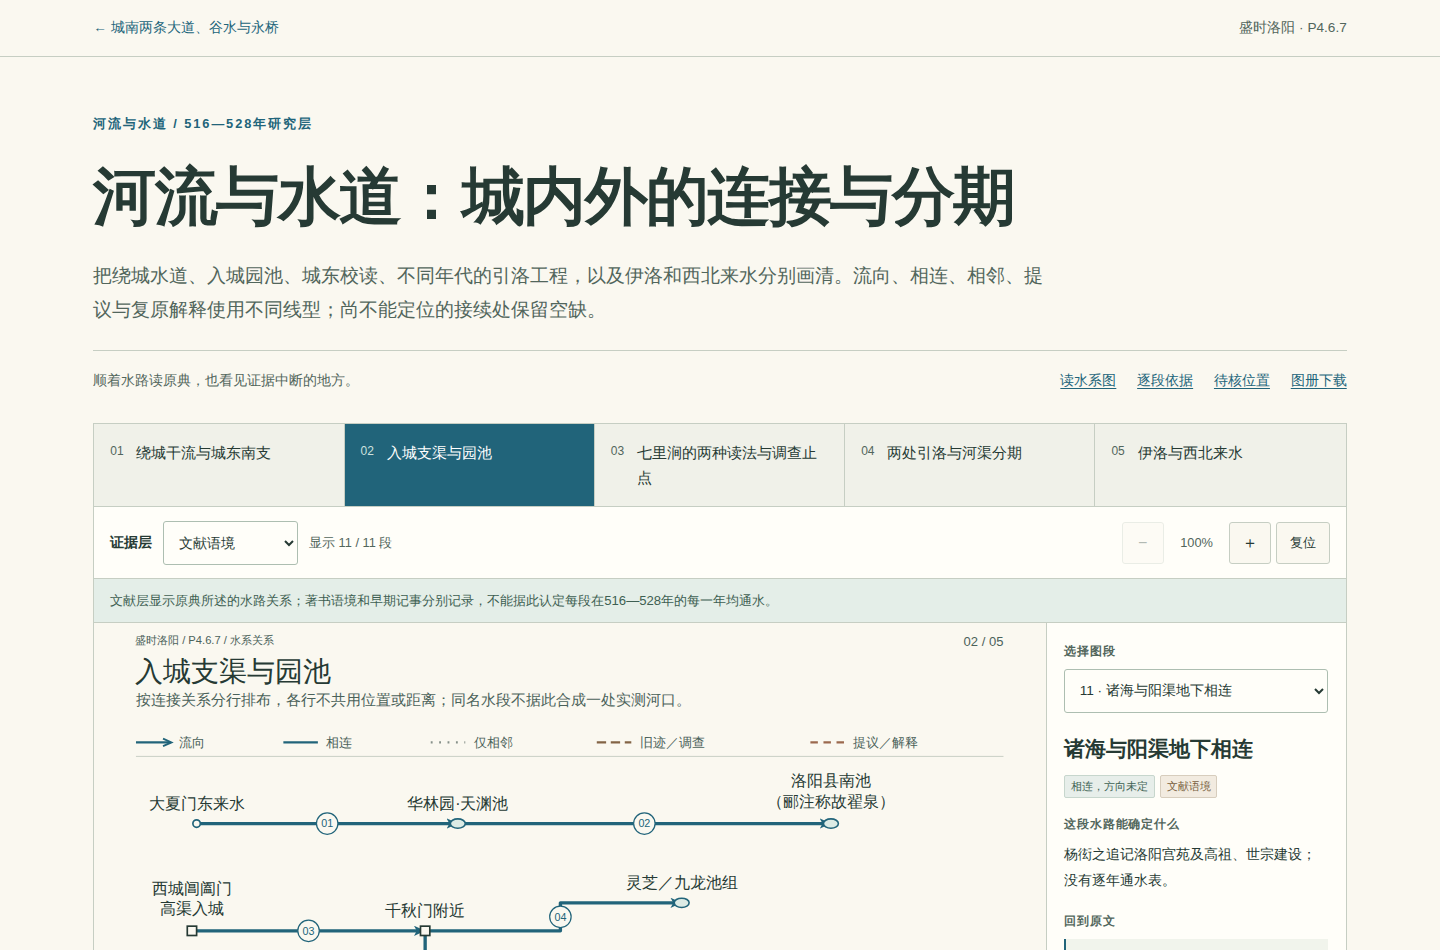 ← 城南两条大道、谷水与永桥
盛时洛阳 · P4.6.7
河流与水道 / 516—528年研究层
河流与水道：城内外的连接与分期
把绕城水道、入城园池、城东校读、不同年代的引洛工程，以及伊洛和西北来水分别画清。流向、相连、相邻、提
议与复原解释使用不同线型；尚不能定位的接续处保留空缺。
顺着水路读原典，也看见证据中断的地方。
读水系图 逐段依据 待核位置 图册下载
01 绕城干流与城东南支
02 入城支渠与园池
03 七里涧的两种读法与调查止
点
04 两处引洛与河渠分期
05 伊洛与西北来水
证据层 文献语境 显示 11 / 11 段
− 100% + 复位
文献层显示原典所述的水路关系；著书语境和早期记事分别记录，不能据此认定每段在516—528年的每一年均通水。
盛时洛阳 / P4.6.7 / 水系关系
02 / 05
入城支渠与园池
按连接关系分行排布，各行不共用位置或距离；同名水段不据此合成一处实测河口。
流向 相连 仅相邻 旧迹／调查 提议／解释
大夏门东来水
01
华林园·天渊池
02
洛阳县南池
（郦注称故翟泉）
西城阊阖门
高渠入城
03
千秋门附近
04
灵芝／九龙池组
选择图段
11 · 诸海与阳渠地下相连
诸海与阳渠地下相连
相连，方向未定 文献语境
这段水路能确定什么
杨衒之追记洛阳宫苑及高祖、世宗建设；
没有逐年通水表。
回到原文